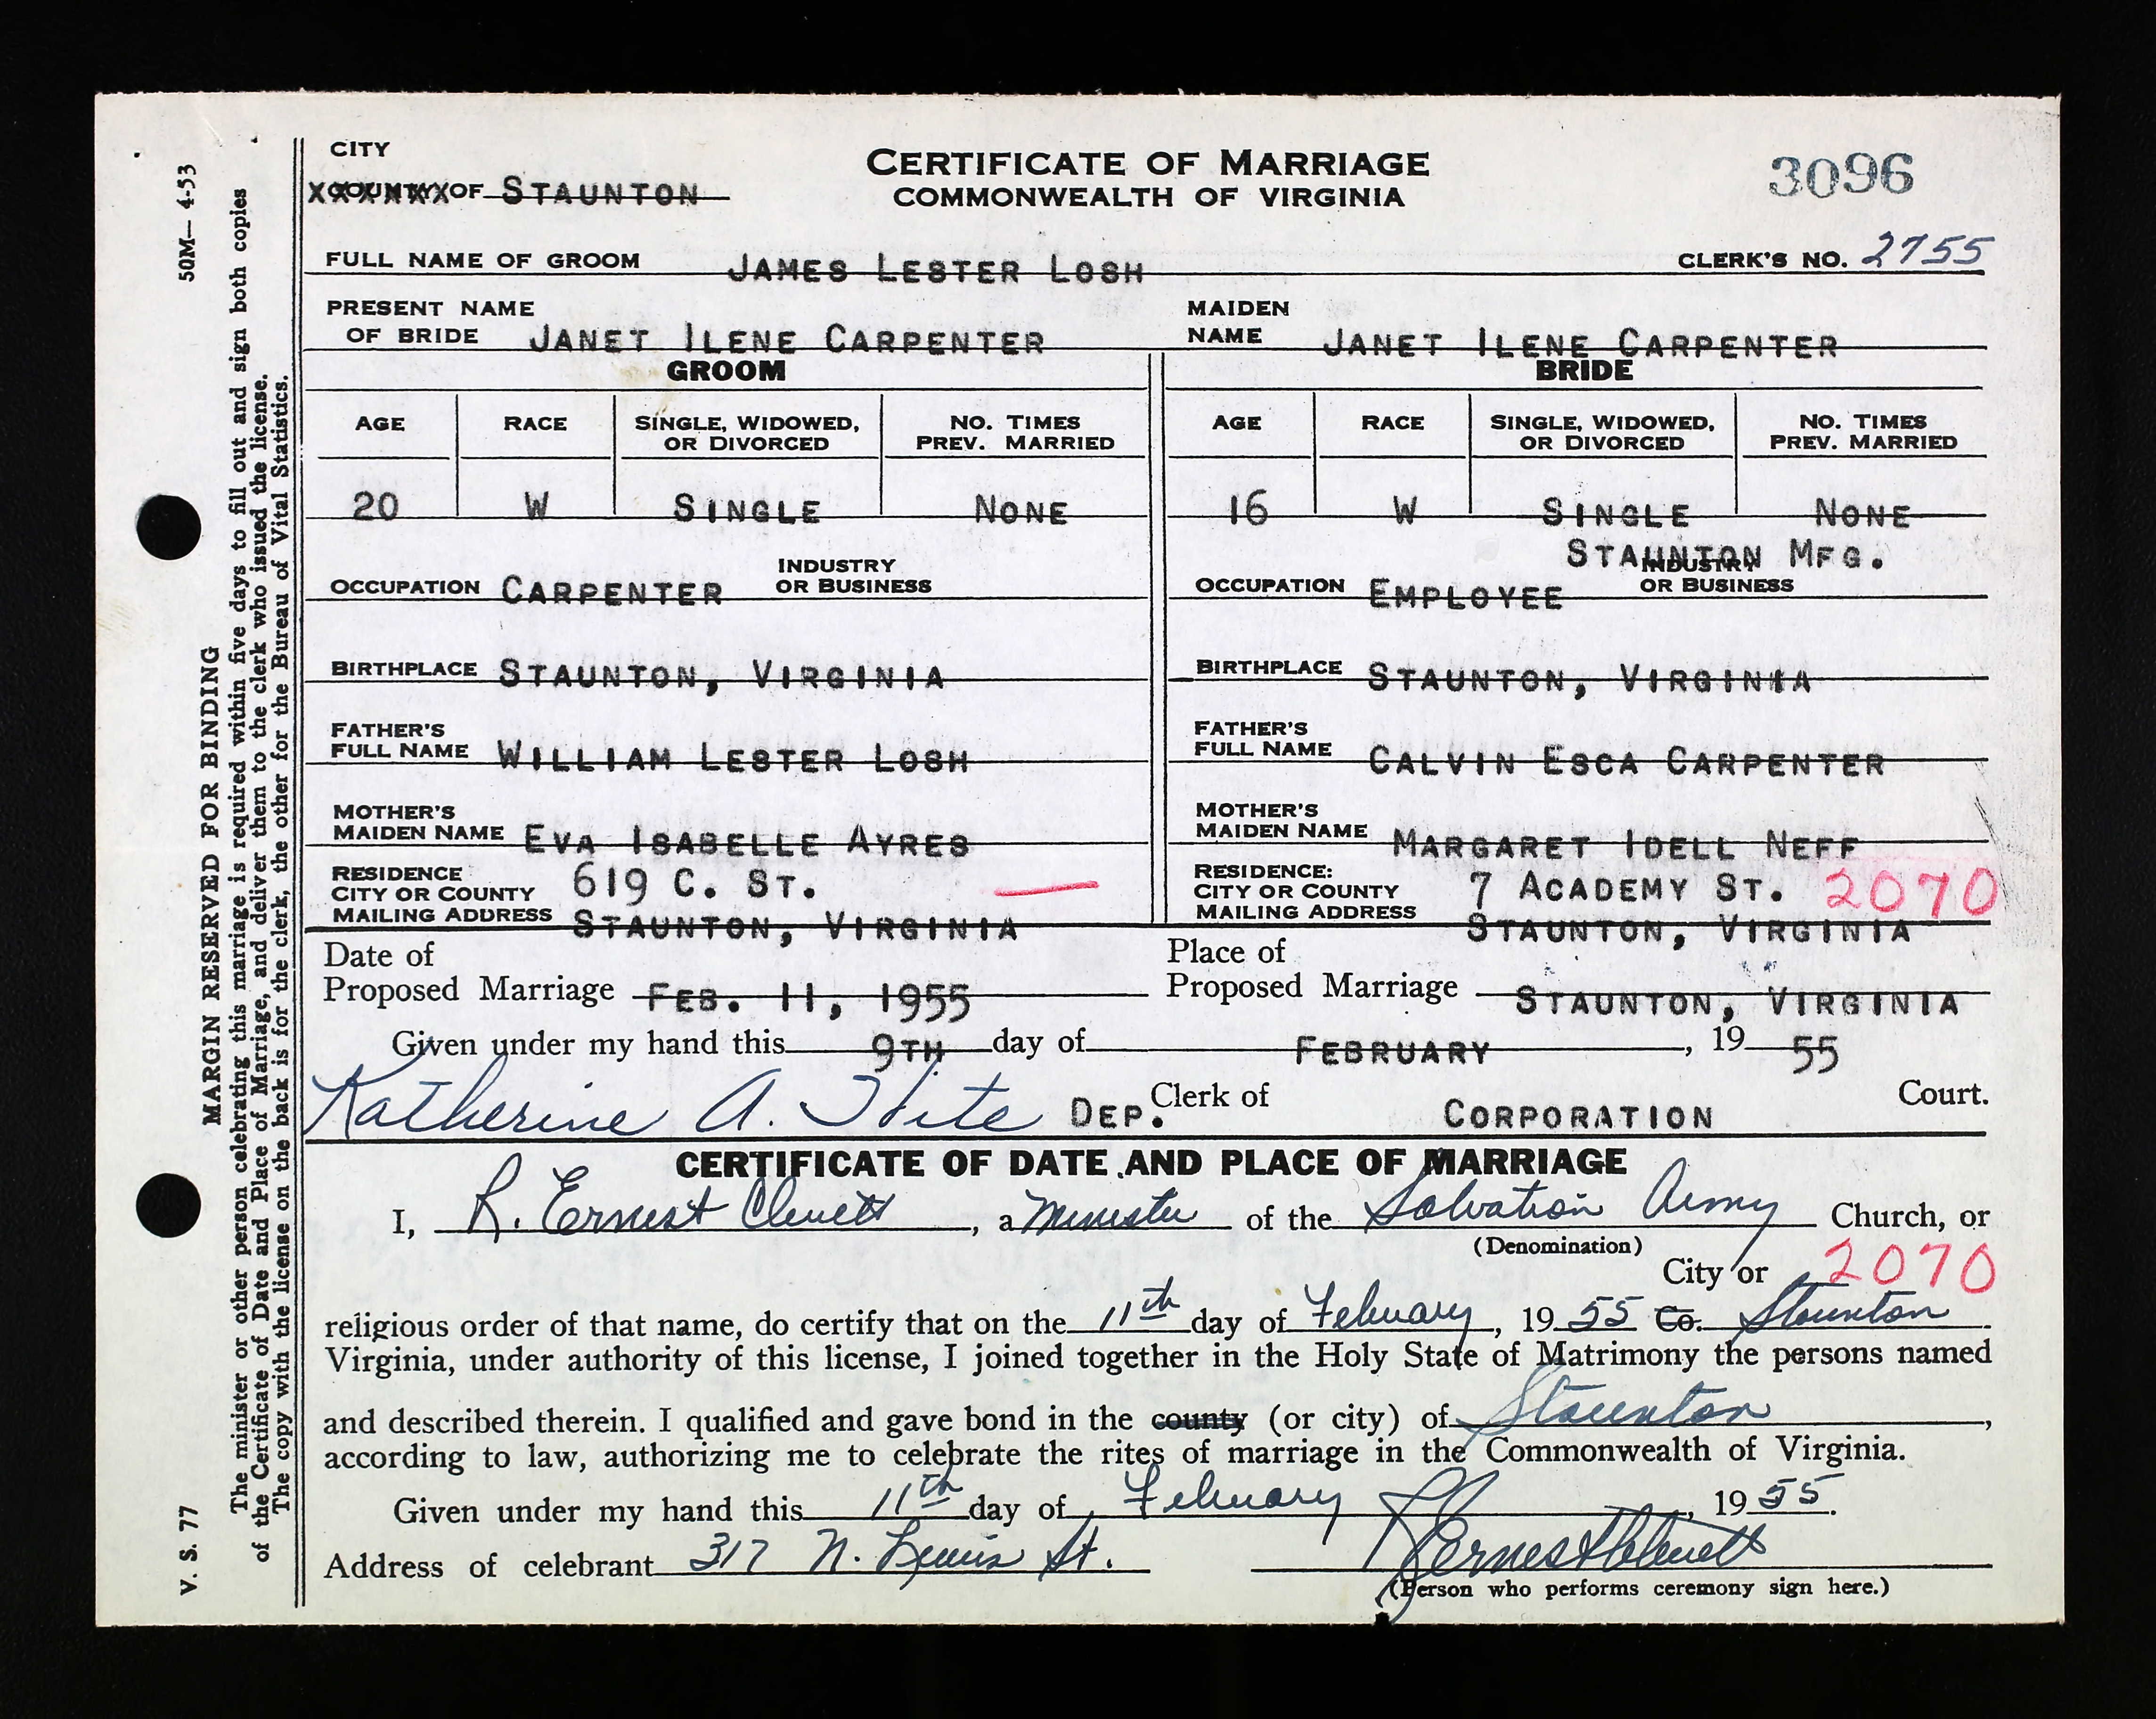 CITY
XXXXXXX COUNTY OF STAUNTON
CERTIFICATE OF MARRIAGE
COMMONWEALTH OF VIRGINIA
3096
FULL NAME OF GROOM JAMES LESTER LOSH CLERK'S NO. 2755
PRESENT NAME OF BRIDE JANET ILENE CARPENTER MAIDEN NAME JANET ILENE CARPENTER
GROOM BRIDE
AGE RACE SINGLE, WIDOWED, OR DIVORCED NO. TIMES PREV. MARRIED AGE RACE SINGLE, WIDOWED, OR DIVORCED NO. TIMES PREV. MARRIED
20 W SINGLE NONE 16 W SINGLE NONE
STAUNTON MFG.
OCCUPATION CARPENTER INDUSTRY OR BUSINESS OCCUPATION EMPLOYEE INDUSTRY OR BUSINESS
BIRTHPLACE STAUNTON, VIRGINIA BIRTHPLACE STAUNTON, VIRGINIA
FATHER'S FULL NAME WILLIAM LESTER LOSH FATHER'S FULL NAME CALVIN ESCA CARPENTER
MOTHER'S MAIDEN NAME EVA ISABELLE AYRES MOTHER'S MAIDEN NAME MARGARET IDELL NEFF
RESIDENCE CITY OR COUNTY MAILING ADDRESS 619 C. ST. STAUNTON, VIRGINIA RESIDENCE: CITY OR COUNTY MAILING ADDRESS 7 ACADEMY ST. 2070 STAUNTON, VIRGINIA
Date of Proposed Marriage FEB. 11, 1955 Place of Proposed Marriage STAUNTON, VIRGINIA
Given under my hand this 9TH day of FEBRUARY, 19 55
Katherine A. Hite DEP. Clerk of CORPORATION Court.
CERTIFICATE OF DATE AND PLACE OF MARRIAGE
I, R. Ernest Clevett, a Minister of the Salvation Army Church, or
(Denomination)
City or 2070
religious order of that name, do certify that on the 11th day of February, 19 55 Co. Staunton
Virginia, under authority of this license, I joined together in the Holy State of Matrimony the persons named
and described therein. I qualified and gave bond in the county (or city) of Staunton,
according to law, authorizing me to celebrate the rites of marriage in the Commonwealth of Virginia.
Given under my hand this 11th day of February, 19 55.
Address of celebrant 317 N. Lewis St. R Ernest Clevett
(Person who performs ceremony sign here.)
V. S. 77 50M—4-53
MARGIN RESERVED FOR BINDING
The minister or other person celebrating this marriage is required within five days to fill out and sign both copies
of the Certificate of Date and Place of Marriage, and deliver them to the clerk who issued the license.
The copy with the license on the back is for the clerk, the other for the Bureau of Vital Statistics.